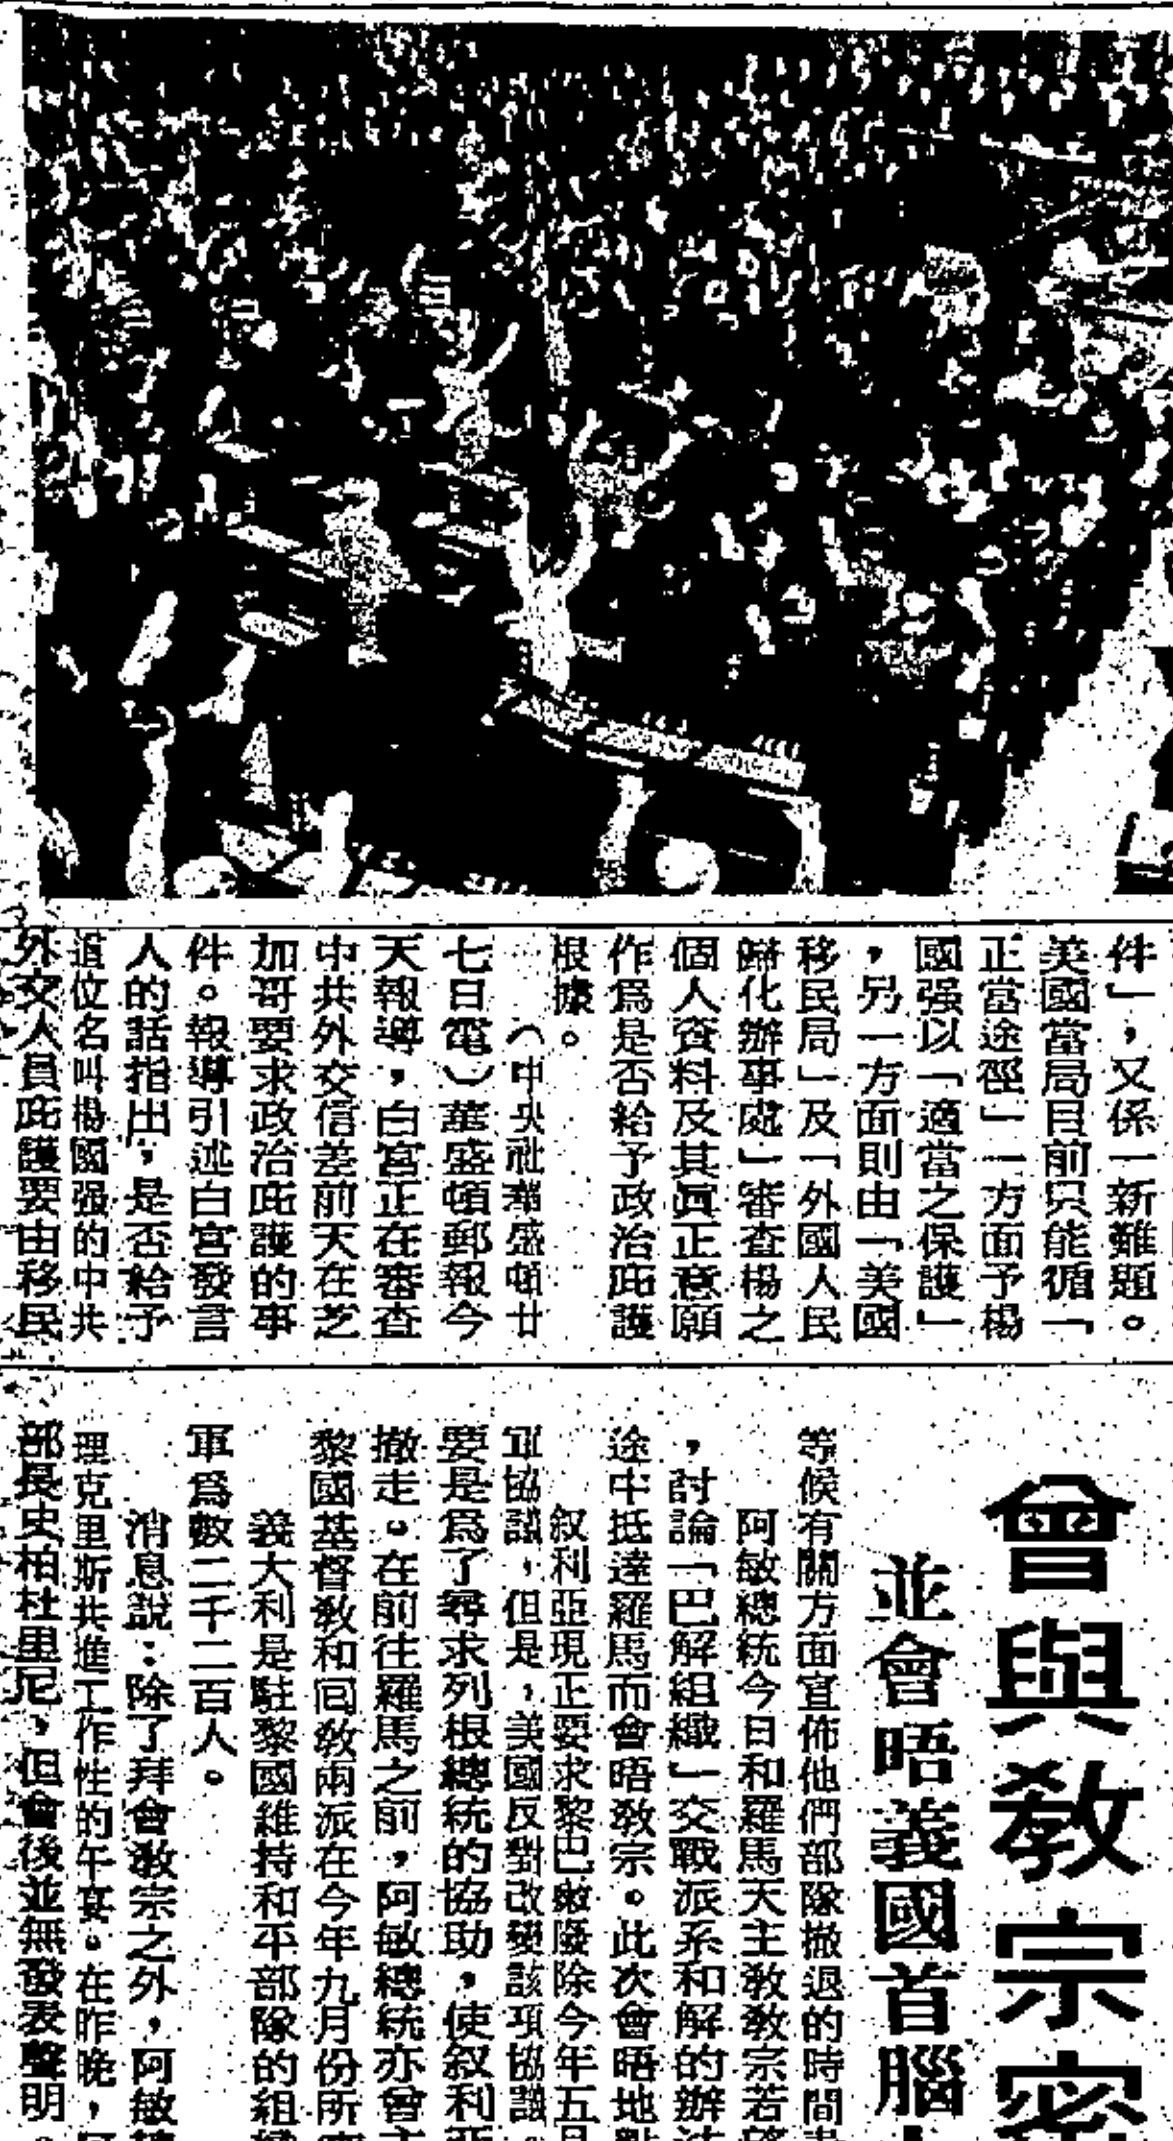 件」，又係一新難題。
美國當局目前只能循「
正當途徑」一方面予楊
國强以「適當之保護」
，另一方面則由「美國
移民局」及「外國人民
歸化辦事處」審查楊之
個人資料及其眞正意願
作爲是否給予政治庇護
根據。
（中央社華盛頓廿
七日電）華盛頓郵報今
天報導，白宮正在審查
中共外交信差前天在芝
加哥要求政治庇護的事
件。報導引述白宮發言
人的話指出，是否給予
這位名叫楊國强的中共
外交人員庇護要由移民
曾與教宗密
並會晤義國首腦
等候有關方面宣佈他們部隊撤退的時間
阿敏總統今日和羅馬天主教教宗若
，討論「巴解組織」交戰派系和解的辦
途中抵達羅馬而會晤教宗。此次會晤地
叙利亞現正要求黎巴嫩廢除今年五
軍協議，但是，美國反對改變該項協議
要是爲了尋求列根總統的協助，使叙利
撤走。在前往羅馬之前，阿敏總統亦曾
黎國基督教和回教兩派在今年九月份所
義大利是駐黎國維持和平部隊的組
軍爲數二千二百人。
消息說：除了拜會教宗之外，阿敏
理克里斯共進工作性的午宴。在昨晚，
部長史柏杜里尼，但會後並無發表聲明。